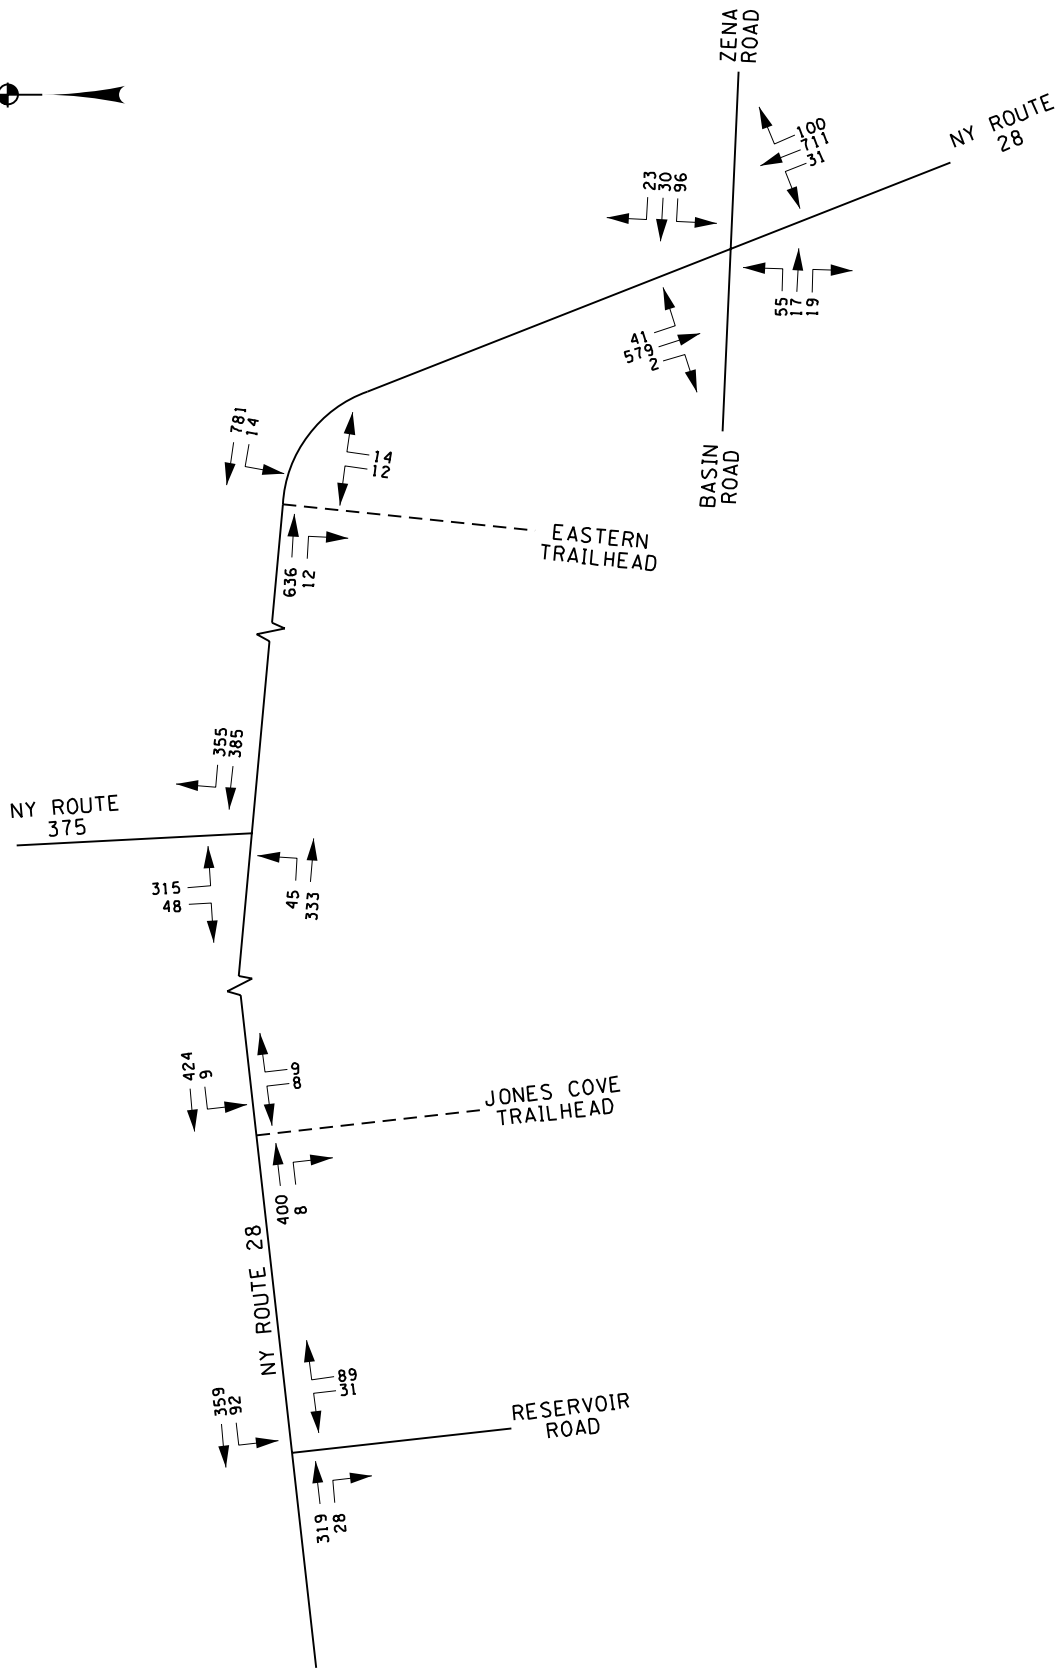 ZENA
ROAD
NY ROUTE
28
100
711
31
23
30
96
55
17
19
41
579
2
BASIN
ROAD
781
14
14
12
EASTERN
TRAILHEAD
636
12
355
385
NY ROUTE
375
315
48
45
333
424
9
9
8
JONES COVE
TRAILHEAD
400
8
NY ROUTE 28
359
92
89
31
RESERVOIR
ROAD
319
28